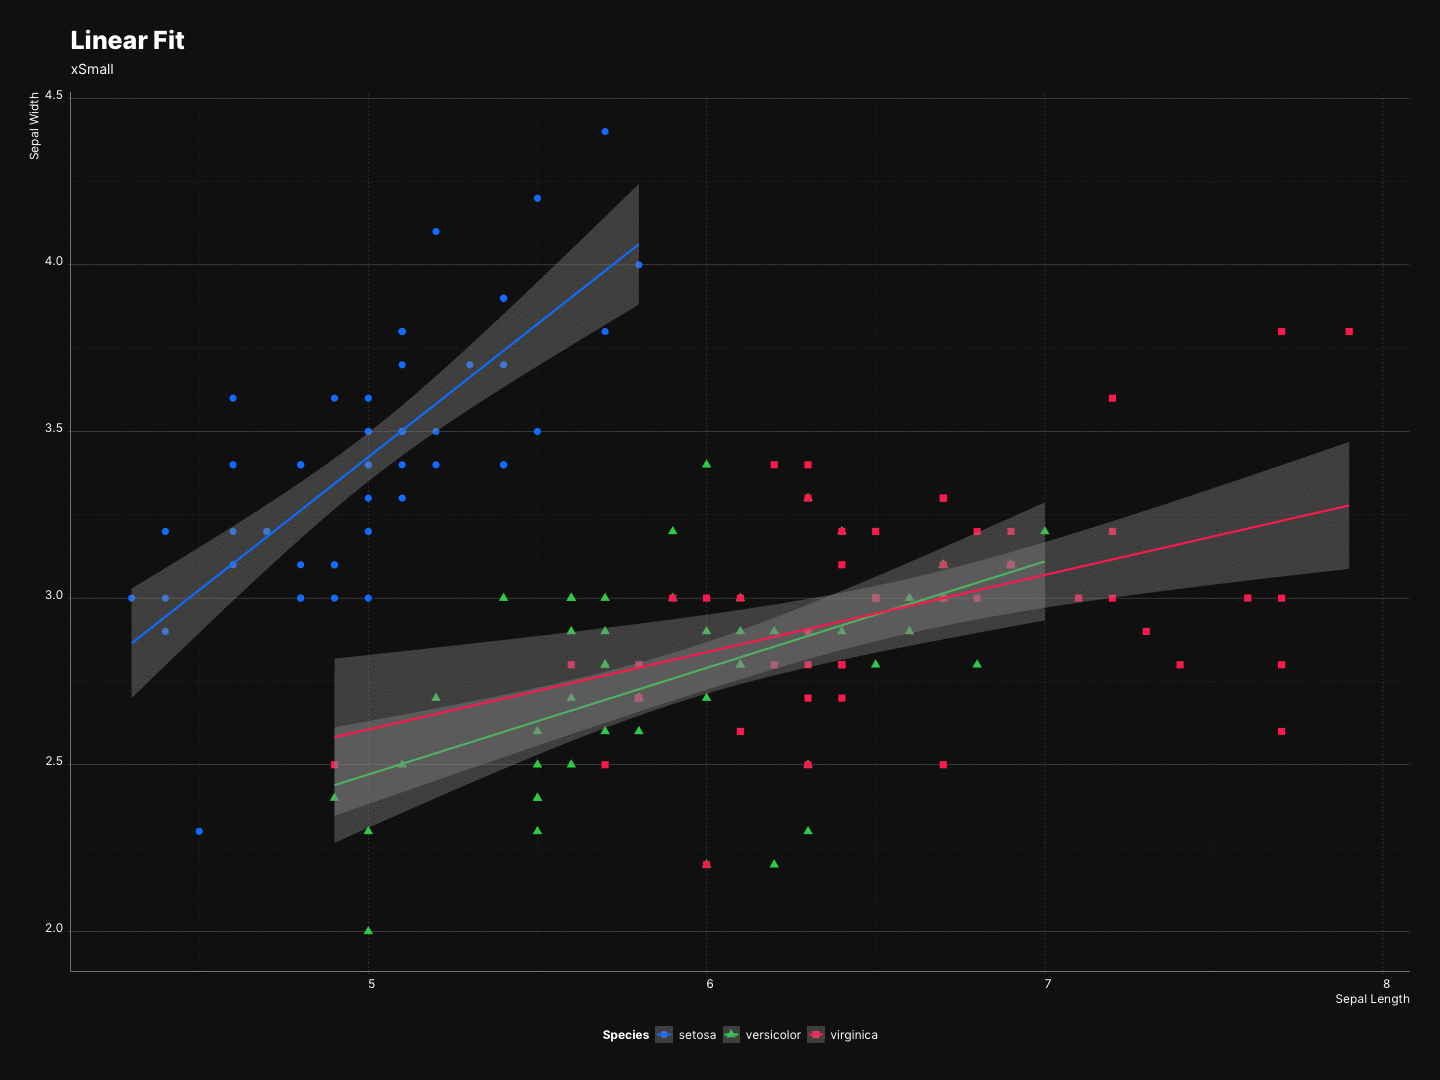 Linear Fit
xSmall
Sepal Width
4.5
4.0
3.5
3.0
2.5
2.0
5 6 7 8
Sepal Length
Species setosa versicolor virginica